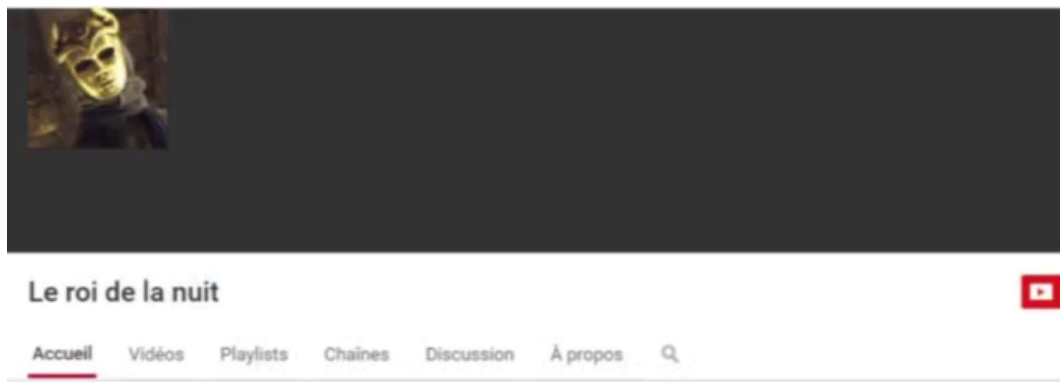 Le roi de la nuit
Accueil Vidéos Playlists Chaînes Discussion À propos